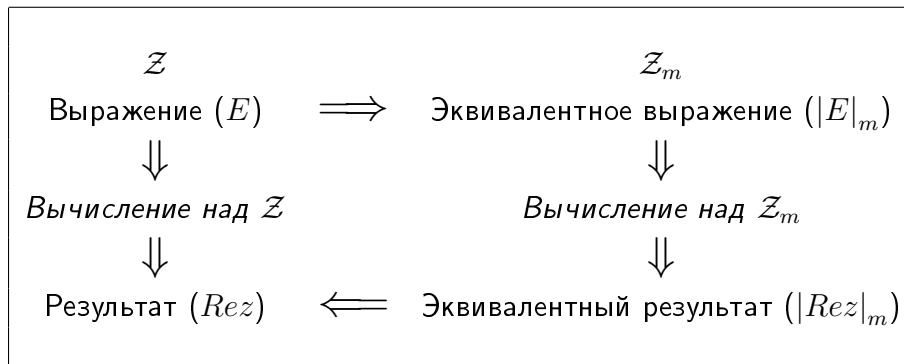 𝒵 𝒵ₘ
Выражение (E) ⟹ Эквивалентное выражение (|E|ₘ)
⇓ ⇓
Вычисление над 𝒵 Вычисление над 𝒵ₘ
⇓ ⇓
Результат (Rez) ⟸ Эквивалентный результат (|Rez|ₘ)